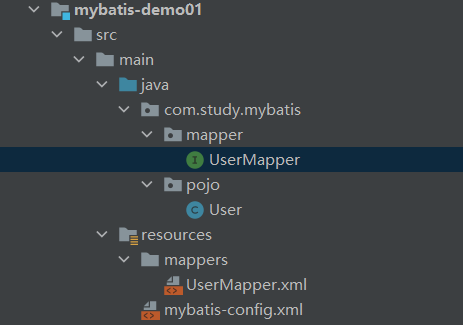 mybatis-demo01
src
main
java
com.study.mybatis
mapper
UserMapper
pojo
User
resources
mappers
UserMapper.xml
mybatis-config.xml